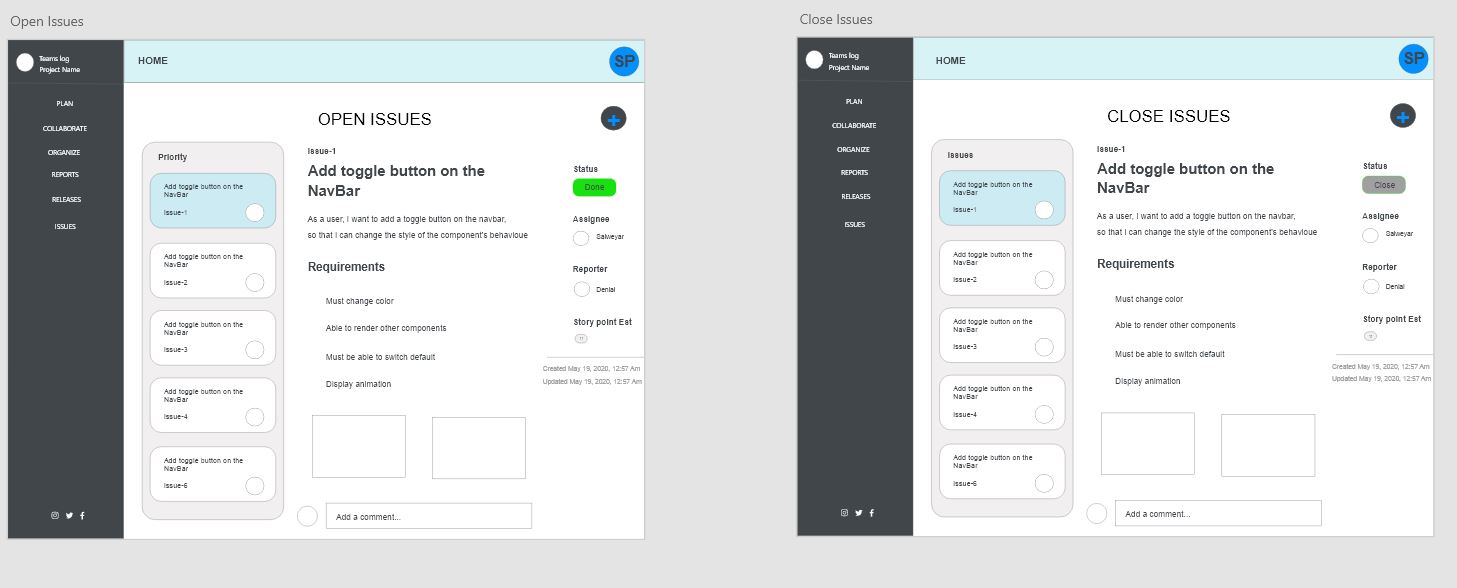 Open Issues
Teams log
Project Name
HOME
SP
PLAN
COLLABORATE
ORGANIZE
REPORTS
RELEASES
ISSUES
OPEN ISSUES
+
Priority
Add toggle button on the
NavBar
Issue-1
Add toggle button on the
NavBar
Issue-2
Add toggle button on the
NavBar
Issue-3
Add toggle button on the
NavBar
Issue-4
Add toggle button on the
NavBar
Issue-6
Issue-1
Add toggle button on the
NavBar
As a user, I want to add a toggle button on the navbar,
so that I can change the style of the component's behavioue
Requirements
Must change color
Able to render other components
Must be able to switch default
Display animation
Add a comment...
Status
Done
Assignee
Salweyar
Reporter
Denial
Story point Est
Created May 19, 2020, 12:57 Am
Updated May 19, 2020, 12:57 Am
Close Issues
Teams log
Project Name
HOME
SP
PLAN
COLLABORATE
ORGANIZE
REPORTS
RELEASES
ISSUES
CLOSE ISSUES
+
Issues
Add toggle button on the
NavBar
Issue-1
Add toggle button on the
NavBar
Issue-2
Add toggle button on the
NavBar
Issue-3
Add toggle button on the
NavBar
Issue-4
Add toggle button on the
NavBar
Issue-6
Issue-1
Add toggle button on the
NavBar
As a user, I want to add a toggle button on the navbar,
so that I can change the style of the component's behavioue
Requirements
Must change color
Able to render other components
Must be able to switch default
Display animation
Add a comment...
Status
Close
Assignee
Salweyar
Reporter
Denial
Story point Est
Created May 19, 2020, 12:57 Am
Updated May 19, 2020, 12:57 Am